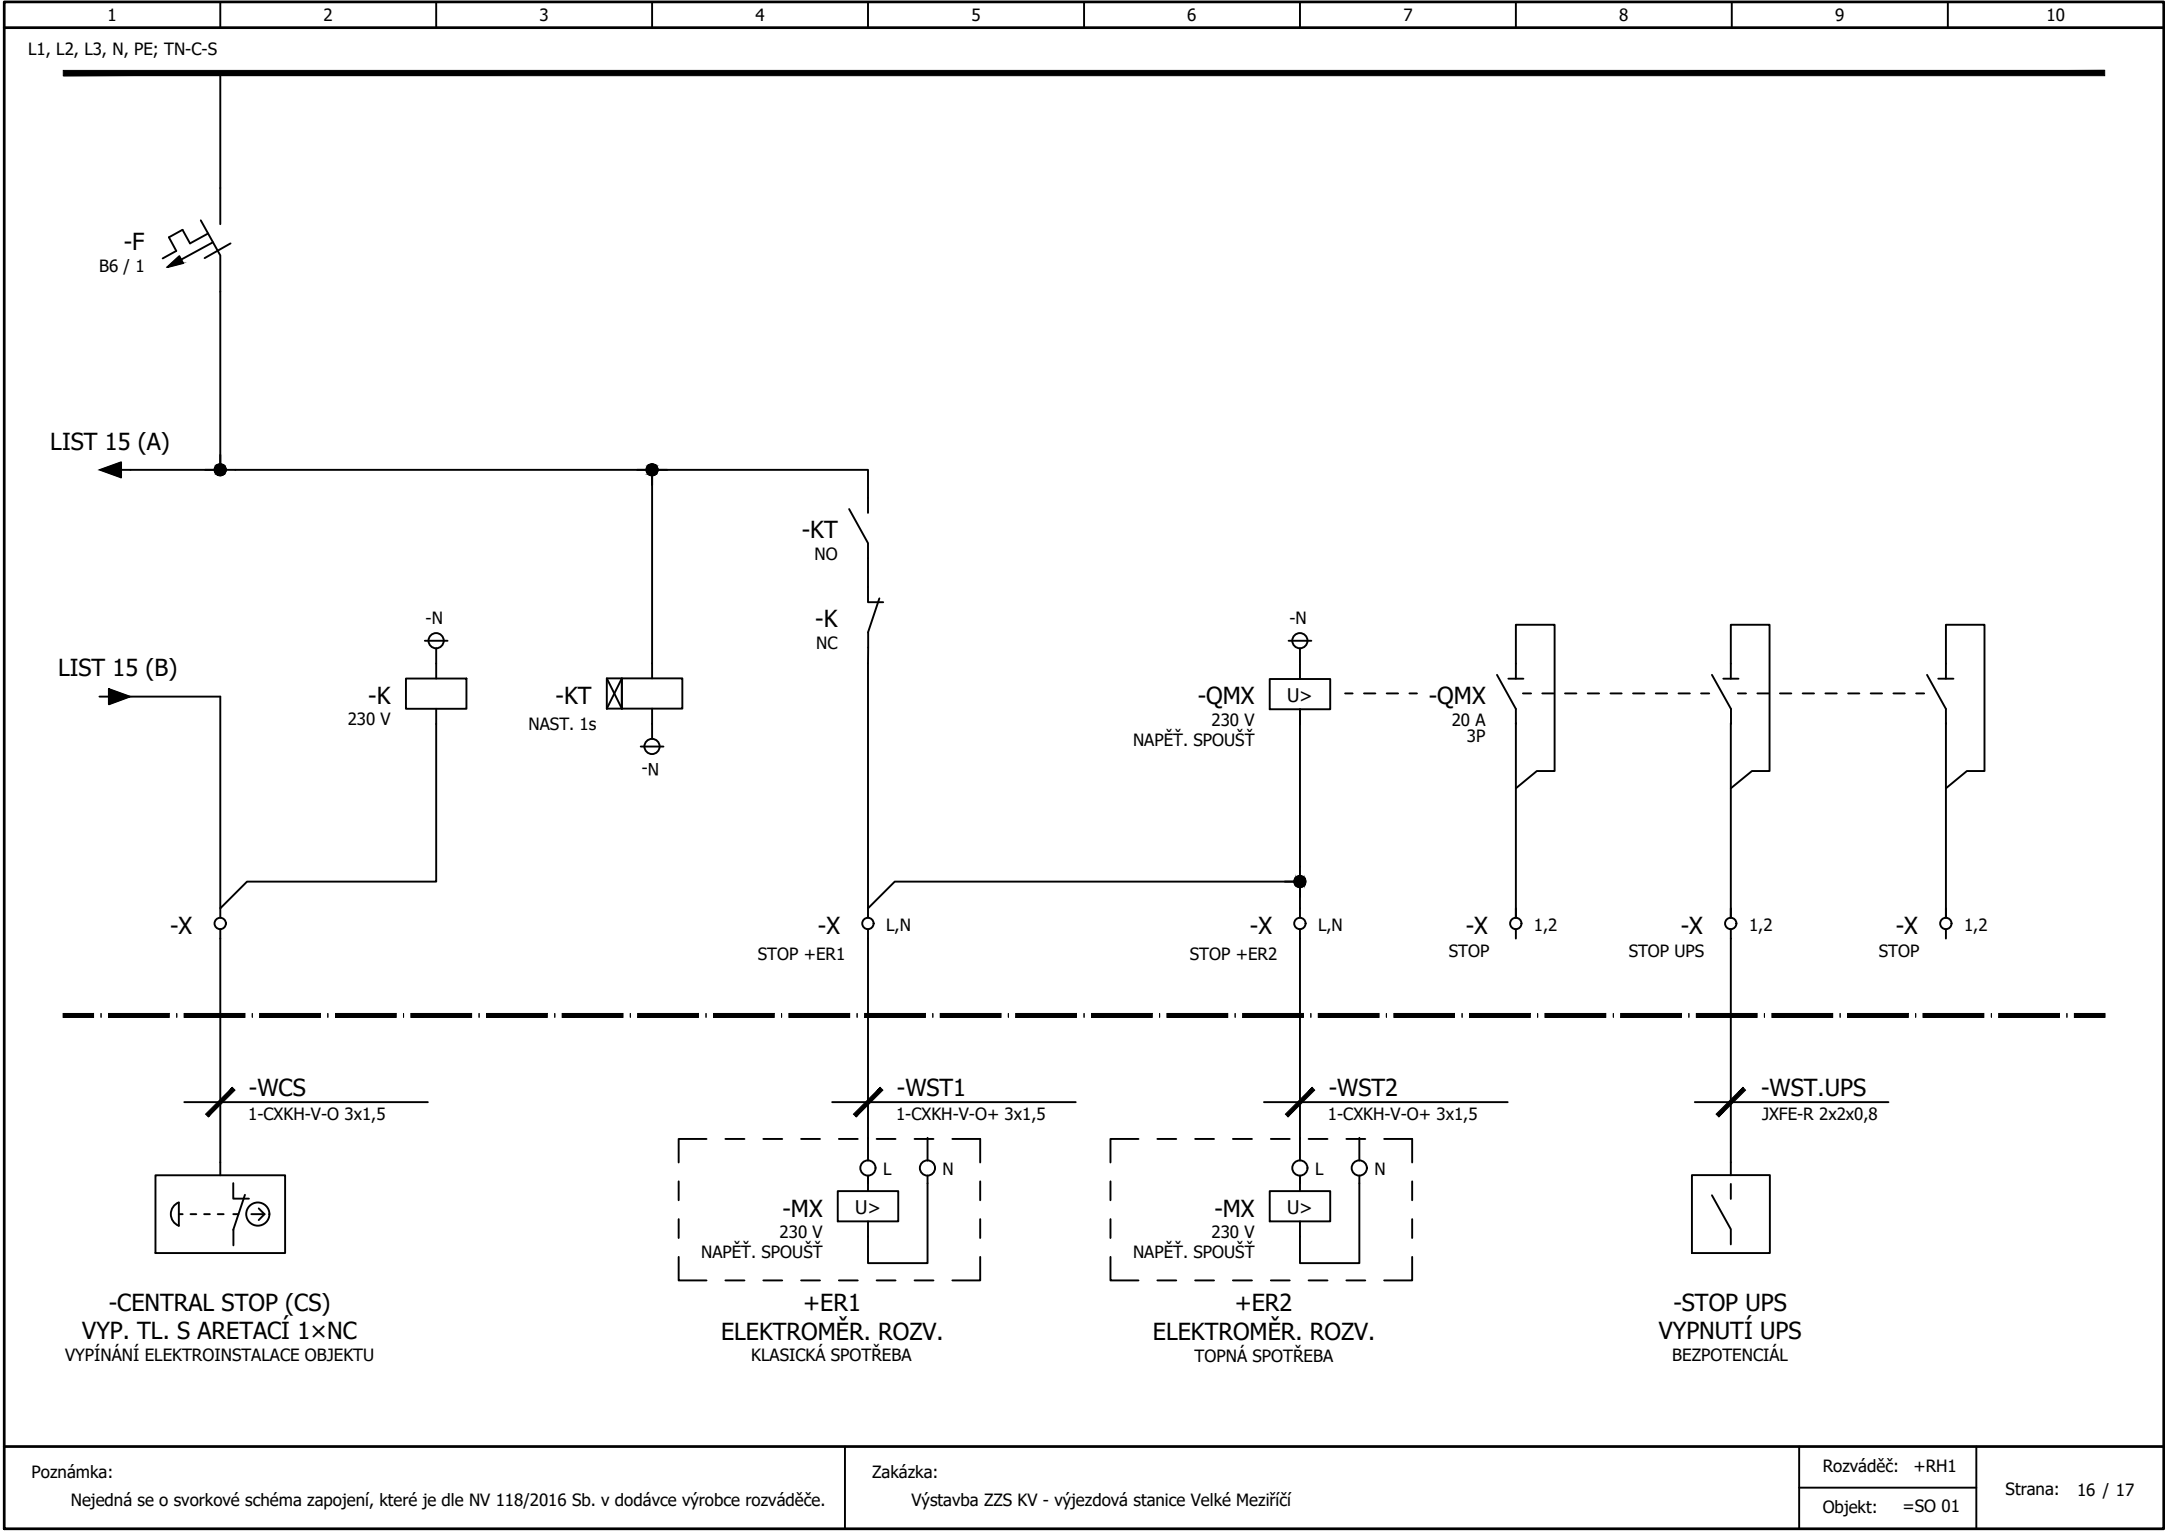 1 2 3 4 5 6 7 8 9 10
L1, L2, L3, N, PE; TN-C-S
-F
B6 / 1
LIST 15 (A)
-KT
NO
-K
NC
LIST 15 (B)
-N
-K
230 V
-KT
NAST. 1s
-N
-N
-QMX
230 V
NAPĚŤ. SPOUŠŤ
U>
-QMX
20 A
3P
-X
-X L,N
STOP +ER1
-X L,N
STOP +ER2
-X 1,2
STOP
-X 1,2
STOP UPS
-X 1,2
STOP
-WCS
1-CXKH-V-O 3x1,5
-WST1
1-CXKH-V-O+ 3x1,5
-WST2
1-CXKH-V-O+ 3x1,5
-WST.UPS
JXFE-R 2x2x0,8
L N
-MX U>
230 V
NAPĚŤ. SPOUŠŤ
L N
-MX U>
230 V
NAPĚŤ. SPOUŠŤ
-CENTRAL STOP (CS)
VYP. TL. S ARETACÍ 1×NC
VYPÍNÁNÍ ELEKTROINSTALACE OBJEKTU
+ER1
ELEKTROMĚR. ROZV.
KLASICKÁ SPOTŘEBA
+ER2
ELEKTROMĚR. ROZV.
TOPNÁ SPOTŘEBA
-STOP UPS
VYPNUTÍ UPS
BEZPOTENCIÁL
Poznámka:
Nejedná se o svorkové schéma zapojení, které je dle NV 118/2016 Sb. v dodávce výrobce rozváděče.
Zakázka:
Výstavba ZZS KV - výjezdová stanice Velké Meziříčí
Rozváděč: +RH1
Objekt: =SO 01
Strana: 16 / 17